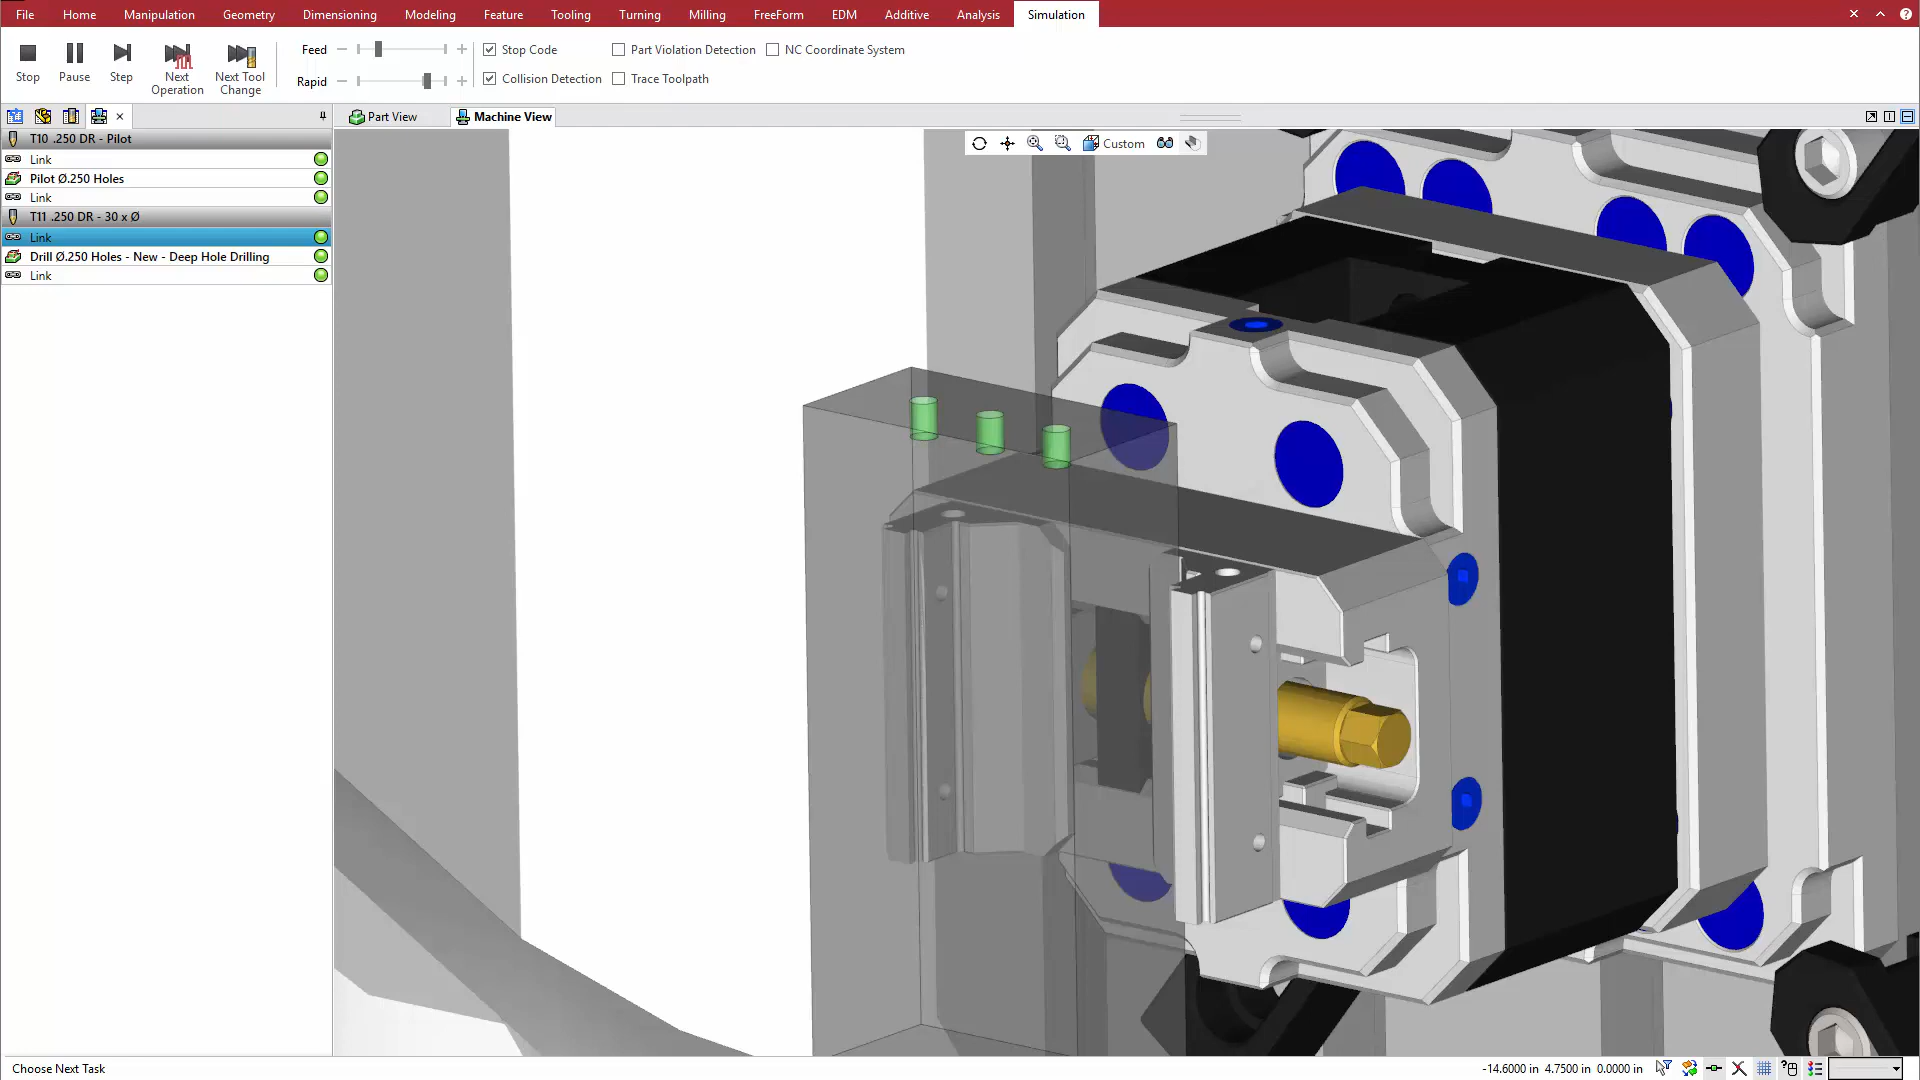 File Home Manipulation Geometry Dimensioning Modeling Feature Tooling Turning Milling FreeForm EDM Additive Analysis Simulation
Stop Pause Step Next Operation Next Tool Change
Feed
Rapid
Stop Code Part Violation Detection NC Coordinate System
Collision Detection Trace Toolpath
Part View Machine View
Custom
T10 .250 DR - Pilot
Link
Pilot Ø.250 Holes
Link
T11 .250 DR - 30 x Ø
Link
Drill Ø.250 Holes - New - Deep Hole Drilling
Link
Choose Next Task
-14.6000 in 4.7500 in 0.0000 in